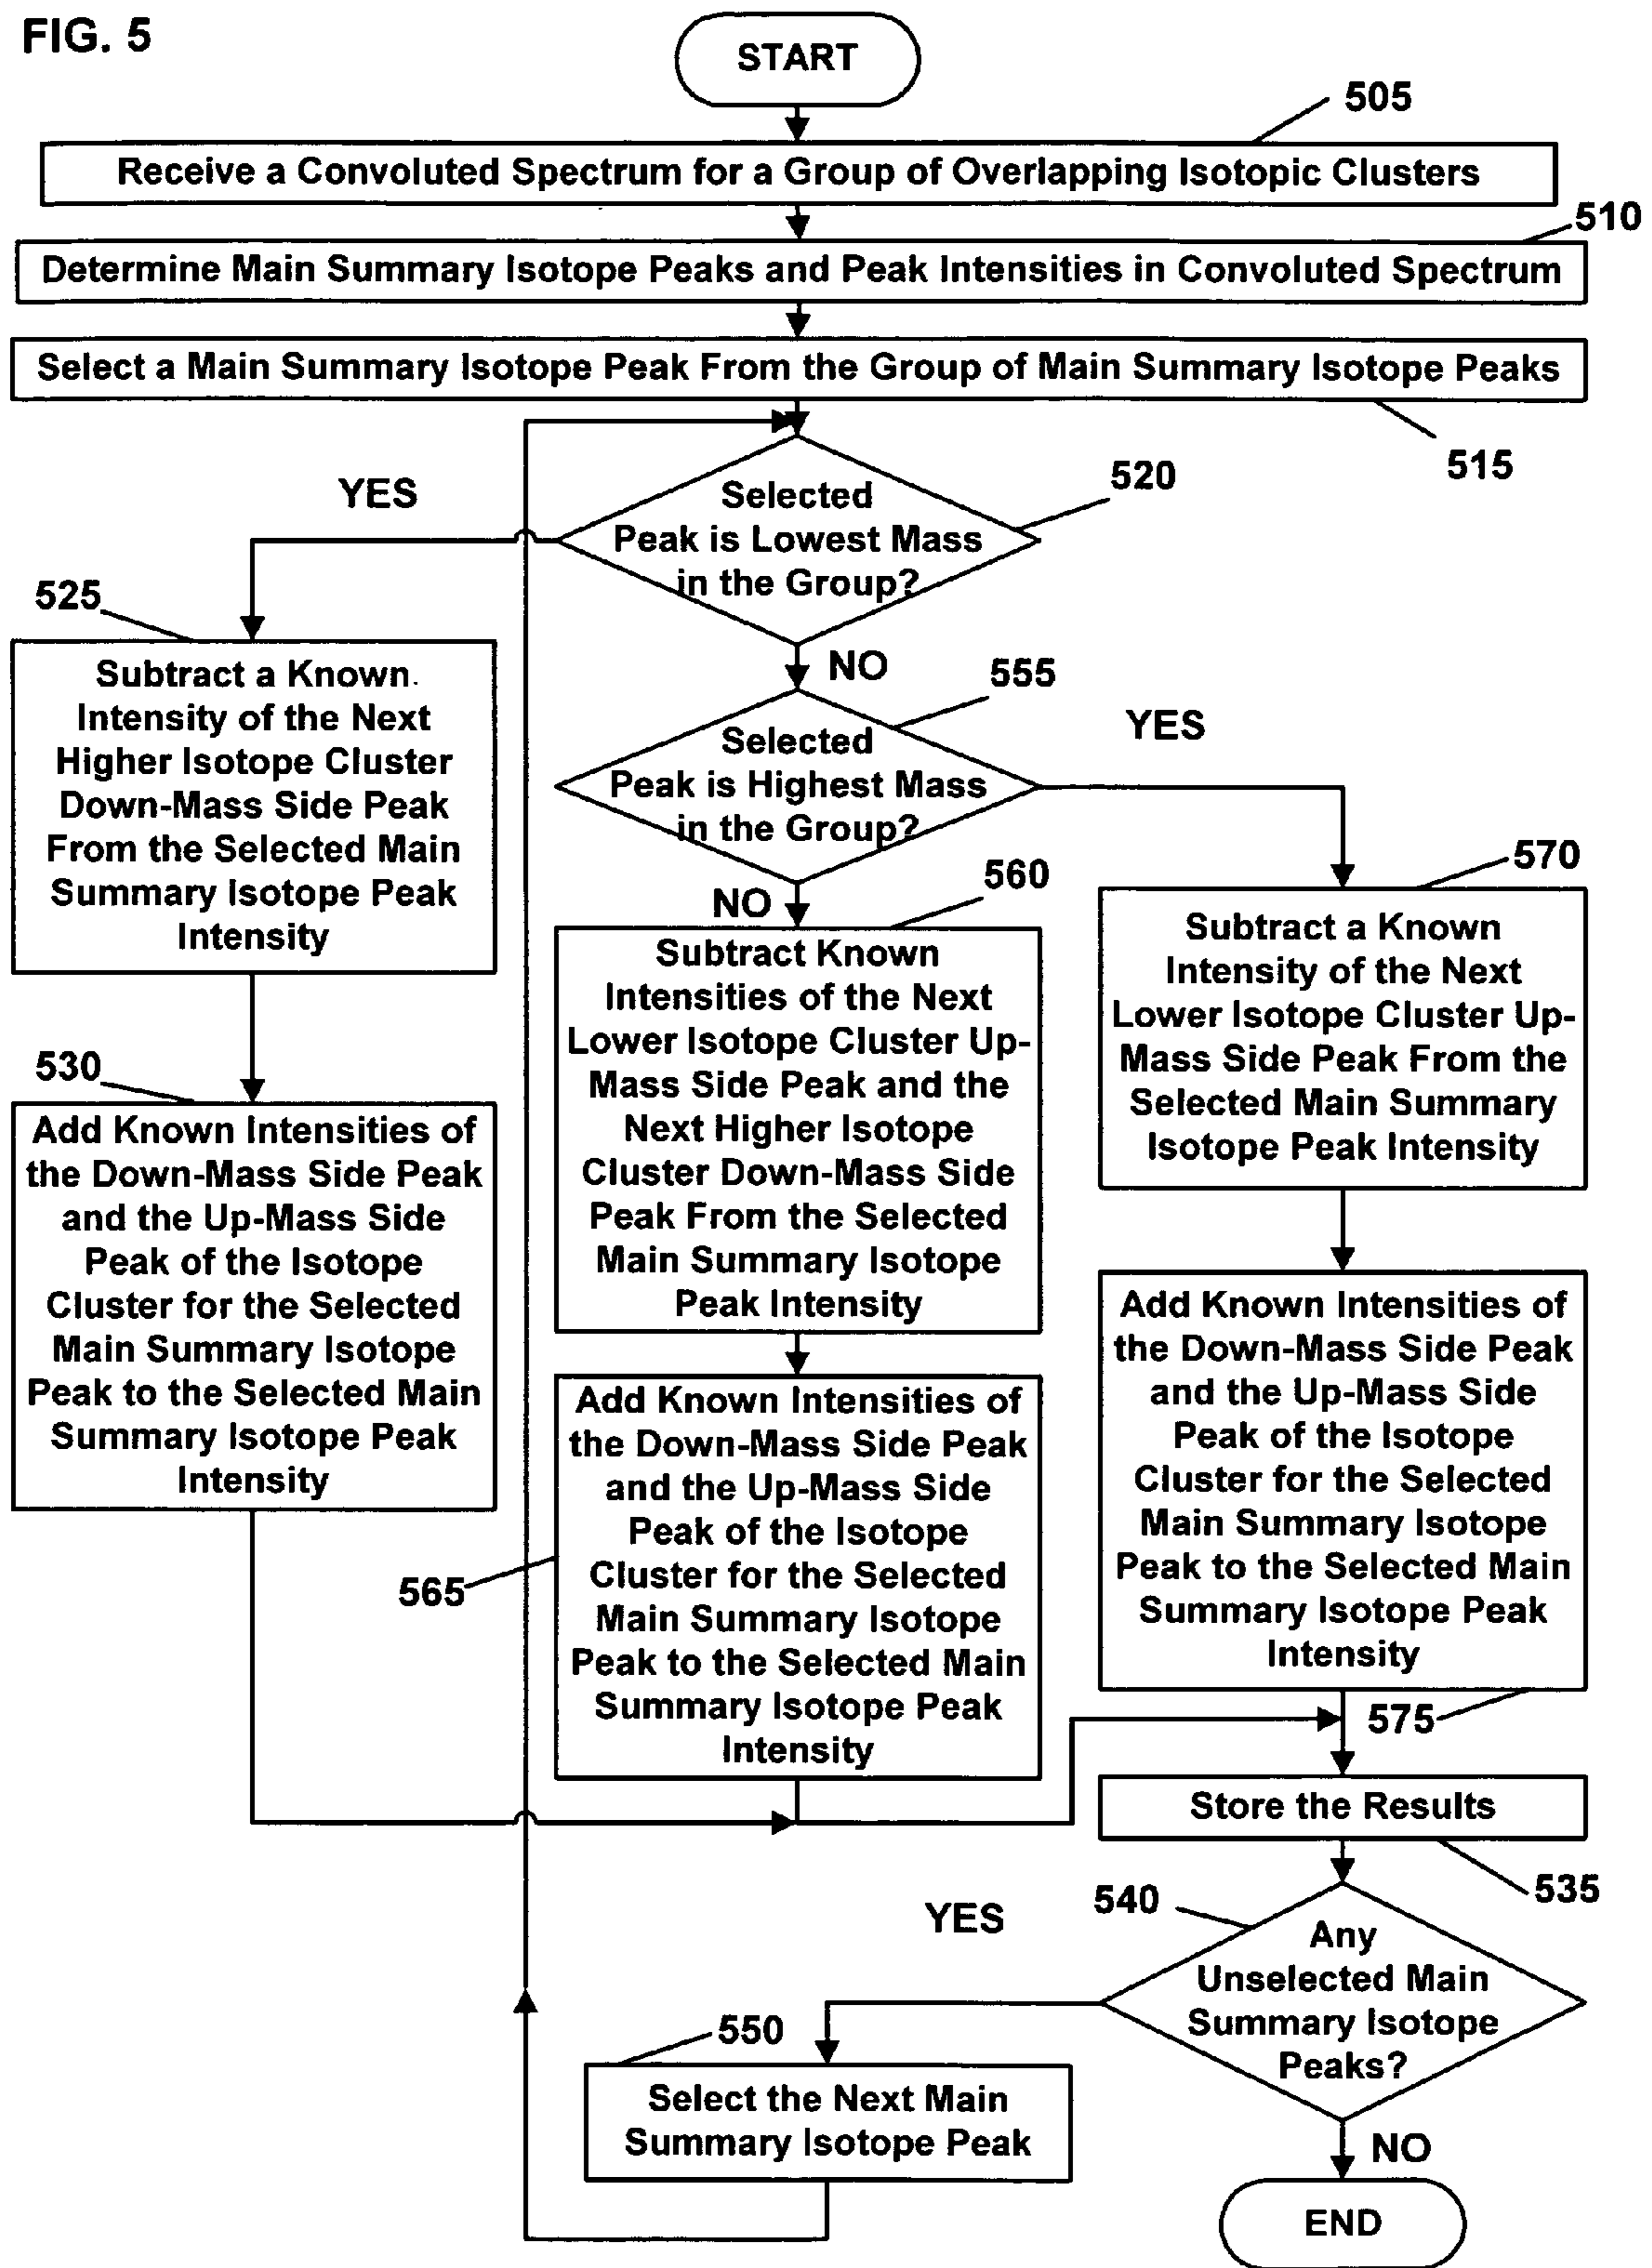 FIG. 5
START
505
Receive a Convoluted Spectrum for a Group of Overlapping Isotopic Clusters
510
Determine Main Summary Isotope Peaks and Peak Intensities in Convoluted Spectrum
Select a Main Summary Isotope Peak From the Group of Main Summary Isotope Peaks
515
YES
520
Selected
Peak is Lowest Mass
in the Group?
525
Subtract a Known
Intensity of the Next
Higher Isotope Cluster
Down-Mass Side Peak
From the Selected Main
Summary Isotope Peak
Intensity
NO
555
Selected
Peak is Highest Mass
in the Group?
YES
530
Add Known Intensities of
the Down-Mass Side Peak
and the Up-Mass Side
Peak of the Isotope
Cluster for the Selected
Main Summary Isotope
Peak to the Selected Main
Summary Isotope Peak
Intensity
NO
560
Subtract Known
Intensities of the Next
Lower Isotope Cluster Up-
Mass Side Peak and the
Next Higher Isotope
Cluster Down-Mass Side
Peak From the Selected
Main Summary Isotope
Peak Intensity
570
Subtract a Known
Intensity of the Next
Lower Isotope Cluster Up-
Mass Side Peak From the
Selected Main Summary
Isotope Peak Intensity
565
Add Known Intensities of
the Down-Mass Side Peak
and the Up-Mass Side
Peak of the Isotope
Cluster for the Selected
Main Summary Isotope
Peak to the Selected Main
Summary Isotope Peak
Intensity
Add Known Intensities of
the Down-Mass Side Peak
and the Up-Mass Side
Peak of the Isotope
Cluster for the Selected
Main Summary Isotope
Peak to the Selected Main
Summary Isotope Peak
Intensity
575
Store the Results
535
YES
540
Any
Unselected Main
Summary Isotope
Peaks?
550
Select the Next Main
Summary Isotope Peak
NO
END